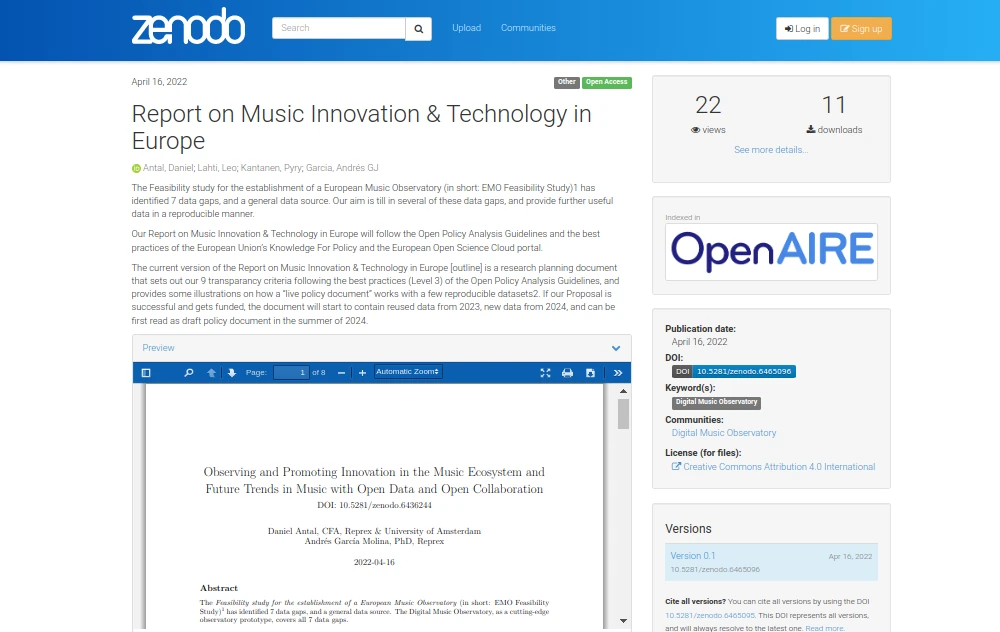 zenodo
Search
Upload
Communities
Log in
Sign up
April 16, 2022
Other
Open Access
Report on Music Innovation & Technology in
Europe
Antal, Daniel; Lahti, Leo; Kantanen, Pyry; Garcia, Andrés GJ
The Feasibility study for the establishment of a European Music Observatory (in short: EMO Feasibility Study)1 has
identified 7 data gaps, and a general data source. Our aim is till in several of these data gaps, and provide further useful
data in a reproducible manner.
Our Report on Music Innovation & Technology in Europe will follow the Open Policy Analysis Guidelines and the best
practices of the European Union's Knowledge For Policy and the European Open Science Cloud portal.
The current version of the Report on Music Innovation & Technology in Europe [outline] is a research planning document
that sets out our 9 transparancy criteria following the best practices (Level 3) of the Open Policy Analysis Guidelines, and
provides some illustrations on how a "live policy document" works with a few reproducible datasets2. If our Proposal is
successful and gets funded, the document will start to contain reused data from 2023, new data from 2024, and can be
first read as draft policy document in the summer of 2024.
Preview
Page: 1 of 8
Automatic Zoom
Observing and Promoting Innovation in the Music Ecosystem and
Future Trends in Music with Open Data and Open Collaboration
DOI: 10.5281/zenodo.6436244
Daniel Antal, CFA, Reprex & University of Amsterdam
Andrés García Molina, PhD, Reprex
2022-04-16
Abstract
The Feasibility study for the establishment of a European Music Observatory (in short: EMO Feasibility
Study)1 has identified 7 data gaps, and a general data source. The Digital Music Observatory, as a cutting-edge
observatory prototype, covers all 7 data gaps.
22
11
views
downloads
See more details...
Indexed in
OpenAIRE
Publication date:
April 16, 2022
DOI:
DOI 10.5281/zenodo.6465096
Keyword(s):
Digital Music Observatory
Communities:
Digital Music Observatory
License (for files):
Creative Commons Attribution 4.0 International
Versions
Version 0.1
Apr 16, 2022
10.5281/zenodo.6465096
Cite all versions? You can cite all versions by using the DOI
10.5281/zenodo.6465095. This DOI represents all versions,
and will always resolve to the latest one. Read more.